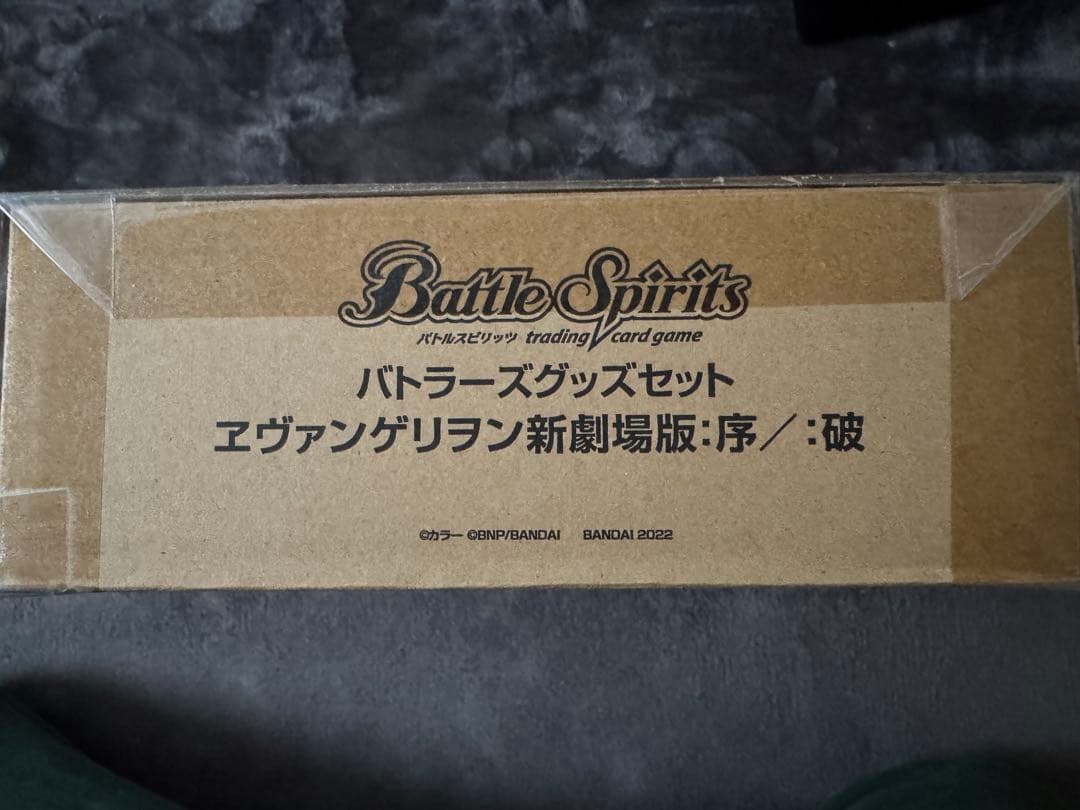 Battle Spirits
バトルスピリッツ trading card game
バトラーズグッズセット
ヱヴァンゲリヲン新劇場版:序／:破
©カラー ©BNP/BANDAI BANDAI 2022